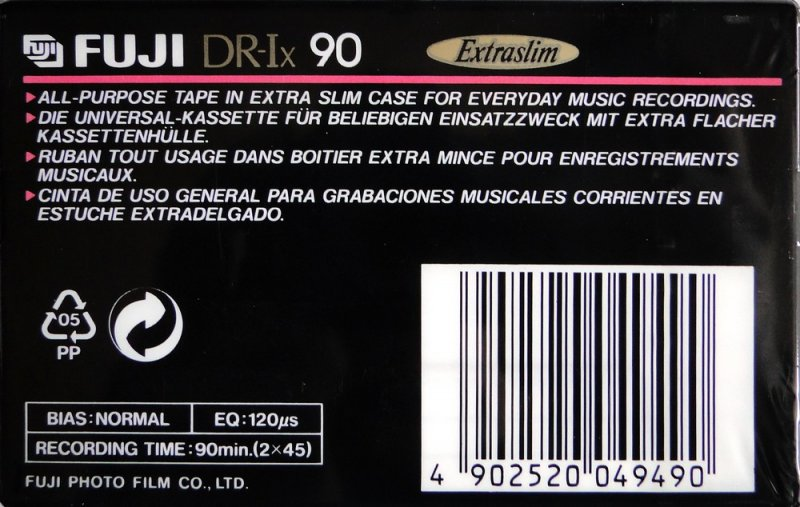 FUJI FUJI DR-Ix 90 Extraslim
ALL-PURPOSE TAPE IN EXTRA SLIM CASE FOR EVERYDAY MUSIC RECORDINGS.
DIE UNIVERSAL-KASSETTE FÜR BELIEBIGEN EINSATZZWECK MIT EXTRA FLACHER
KASSETTENHÜLLE.
RUBAN TOUT USAGE DANS BOITIER EXTRA MINCE POUR ENREGISTREMENTS
MUSICAUX.
CINTA DE USO GENERAL PARA GRABACIONES MUSICALES CORRIENTES EN
ESTUCHE EXTRADELGADO.
05
PP
BIAS:NORMAL EQ:120μs
RECORDING TIME:90min.(2×45)
FUJI PHOTO FILM CO., LTD.
4 902520 049490